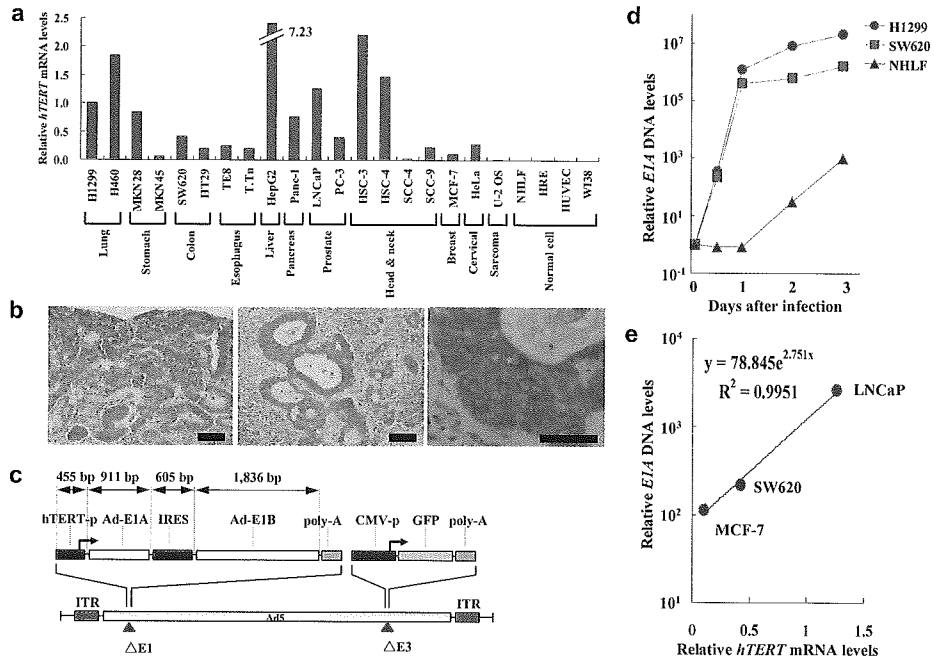 a
Relative hTERT mRNA levels
2.5
2.0
1.5
1.0
0.5
0.0
7.23
H1299
H460
MKN28
MKN45
SW620
HT29
TE8
T.Tn
HepG2
Panc-1
LNCaP
PC-3
HSC-3
HSC-4
SCC-4
SCC-9
MCF-7
HeLa
U-2 OS
NHLF
HRE
HUVEC
WI38
Lung
Stomach
Colon
Esophagus
Liver
Pancreas
Prostate
Head & neck
Breast
Cervical
Sarcoma
Normal cell
b
c
455 bp 911 bp 605 bp 1,836 bp
hTERT-p Ad-E1A IRES Ad-E1B poly-A CMV-p GFP poly-A
ITR Ad5 ITR
△E1 △E3
d
Relative E1A DNA levels
10^7
10^5
10^3
10^1
10^-1
0 1 2 3
Days after infection
H1299
SW620
NHLF
e
Relative E1A DNA levels
10^4
10^3
10^2
10^1
y = 78.845e^2.751x
R^2 = 0.9951
LNCaP
SW620
MCF-7
0 0.5 1 1.5
Relative hTERT mRNA levels